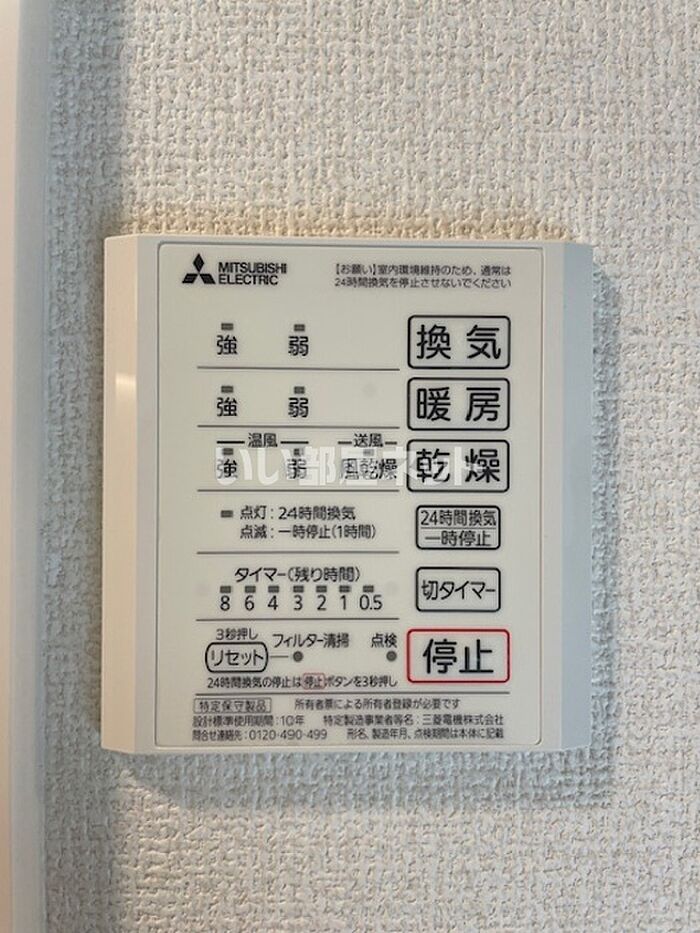 MITSUBISHI ELECTRIC
【お願い】室内環境維持のため、通常は
24時間換気を停止させないでください
強 弱 換気
強 弱 暖房
温風 送風
強 弱 風乾燥 乾燥
いい部屋ネット
点灯：24時間換気
点滅：一時停止(1時間)
24時間換気
一時停止
タイマー(残り時間)
8 6 4 3 2 1 0.5
切タイマー
3秒押し
リセット フィルター清掃 点検 停止
24時間換気の停止は停止ボタンを3秒押し
特定保守製品 所有者票による所有者登録が必要です
設計標準使用期間：10年 特定製造事業者等名：三菱電機株式会社
問合せ連絡先：0120-490-499 形名、製造年月、点検期間は本体に記載